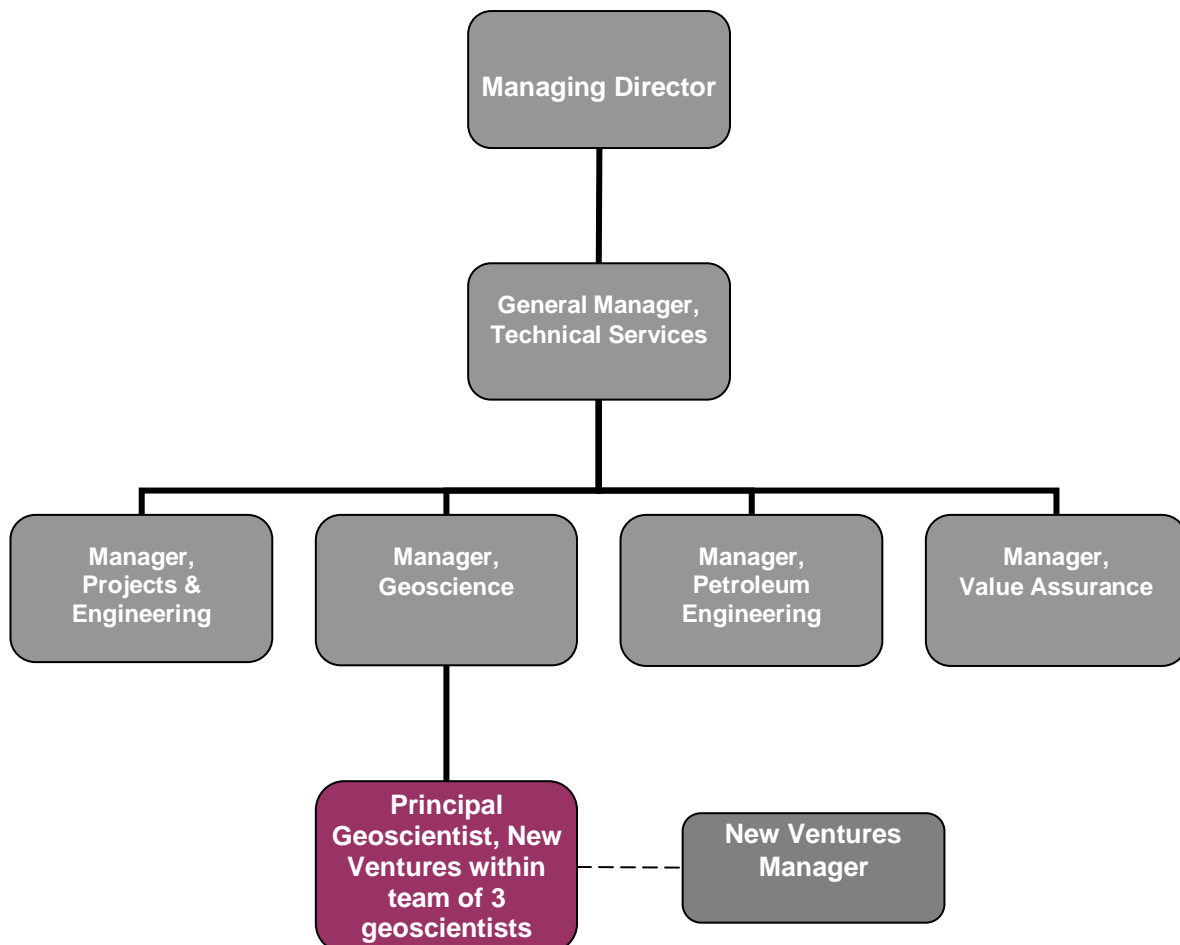 Managing Director
General Manager,
Technical Services
Manager,
Projects &
Engineering
Manager,
Geoscience
Manager,
Petroleum
Engineering
Manager,
Value Assurance
Principal
Geoscientist, New
Ventures within
team of 3
geoscientists
New Ventures
Manager